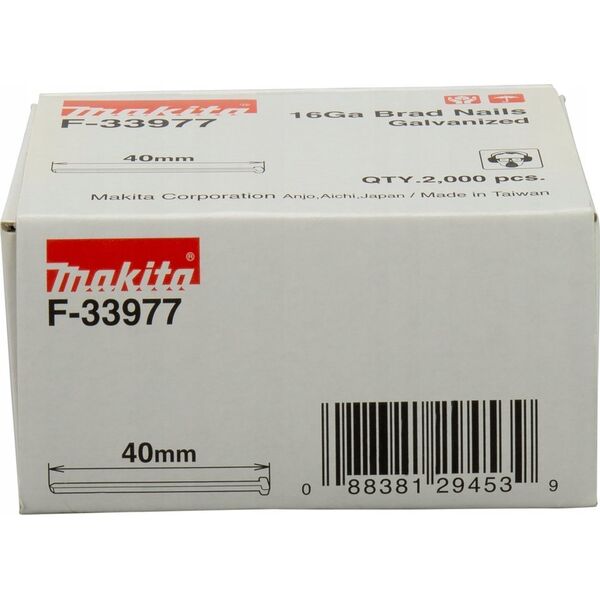 makita®
F-33977
40mm
16Ga Brad Nails
Galvanized
QTY.2,000 pcs.
Makita Corporation Anjo,Aichi,Japan / Made in Taiwan
makita®
F-33977
40mm
0 88381 29453 9